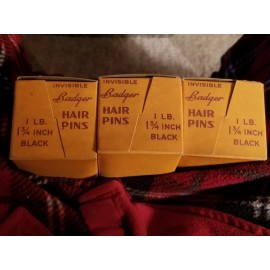 INVISIBLE
Badger
HAIR
PINS
1 LB.
1¾ INCH
BLACK
INVISIBLE
Badger
HAIR
PINS
1 LB.
1¾ INCH
BLACK
INVISIBLE
Badger
HAIR
PINS
1 LB.
1¾ INCH
BLACK